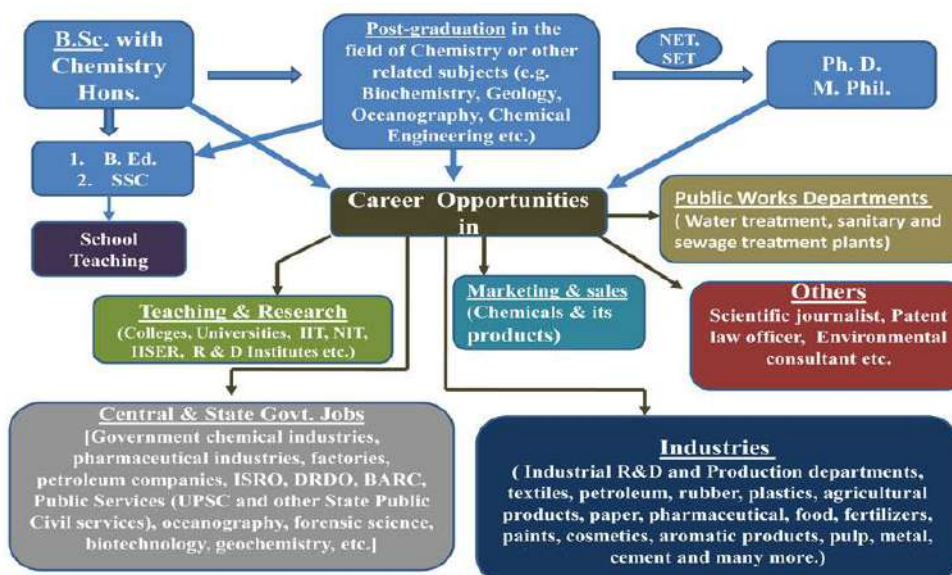 B.Sc. with
Chemistry
Hons.
Post-graduation in the
field of Chemistry or other
related subjects (e.g.
Biochemistry, Geology,
Oceanography, Chemical
Engineering etc.)
NET,
SET
Ph. D.
M. Phil.
1. B. Ed.
2. SSC
School
Teaching
Career Opportunities
in
Public Works Departments
( Water treatment, sanitary and
sewage treatment plants)
Teaching & Research
(Colleges, Universities, IIT, NIT,
IISER, R & D Institutes etc.)
Marketing & sales
(Chemicals & its
products)
Others
Scientific journalist, Patent
law officer, Environmental
consultant etc.
Central & State Govt. Jobs
[Government chemical industries,
pharmaceutical industries, factories,
petroleum companies, ISRO, DRDO, BARC,
Public Services (UPSC and other State Public
Civil services), oceanography, forensic science,
biotechnology, geochemistry, etc.]
Industries
( Industrial R&D and Production departments,
textiles, petroleum, rubber, plastics, agricultural
products, paper, pharmaceutical, food, fertilizers,
paints, cosmetics, aromatic products, pulp, metal,
cement and many more.)